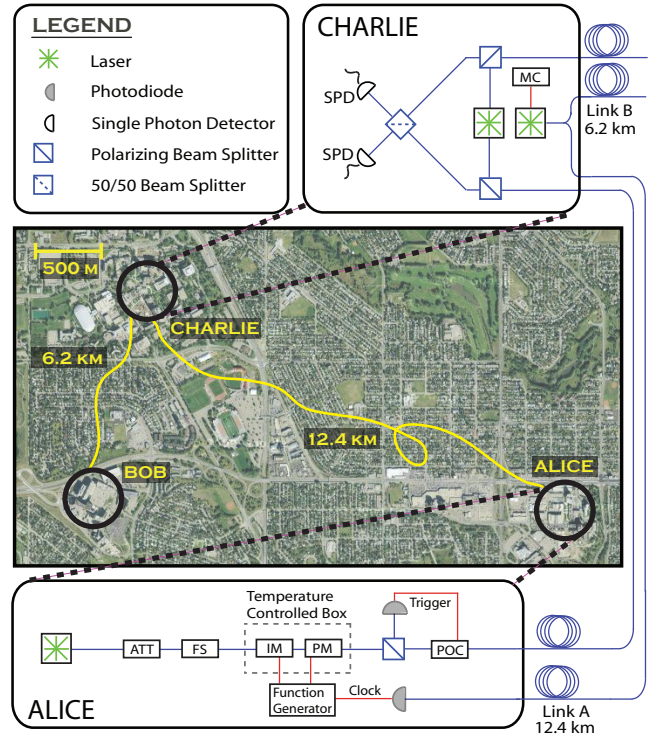 LEGEND
Laser
Photodiode
Single Photon Detector
Polarizing Beam Splitter
50/50 Beam Splitter
CHARLIE
SPD
SPD
MC
Link B
6.2 km
500 M
CHARLIE
6.2 KM
12.4 KM
BOB
ALICE
Temperature
Controlled Box
Trigger
ATT
FS
IM
PM
POC
Function
Generator
Clock
ALICE
Link A
12.4 km